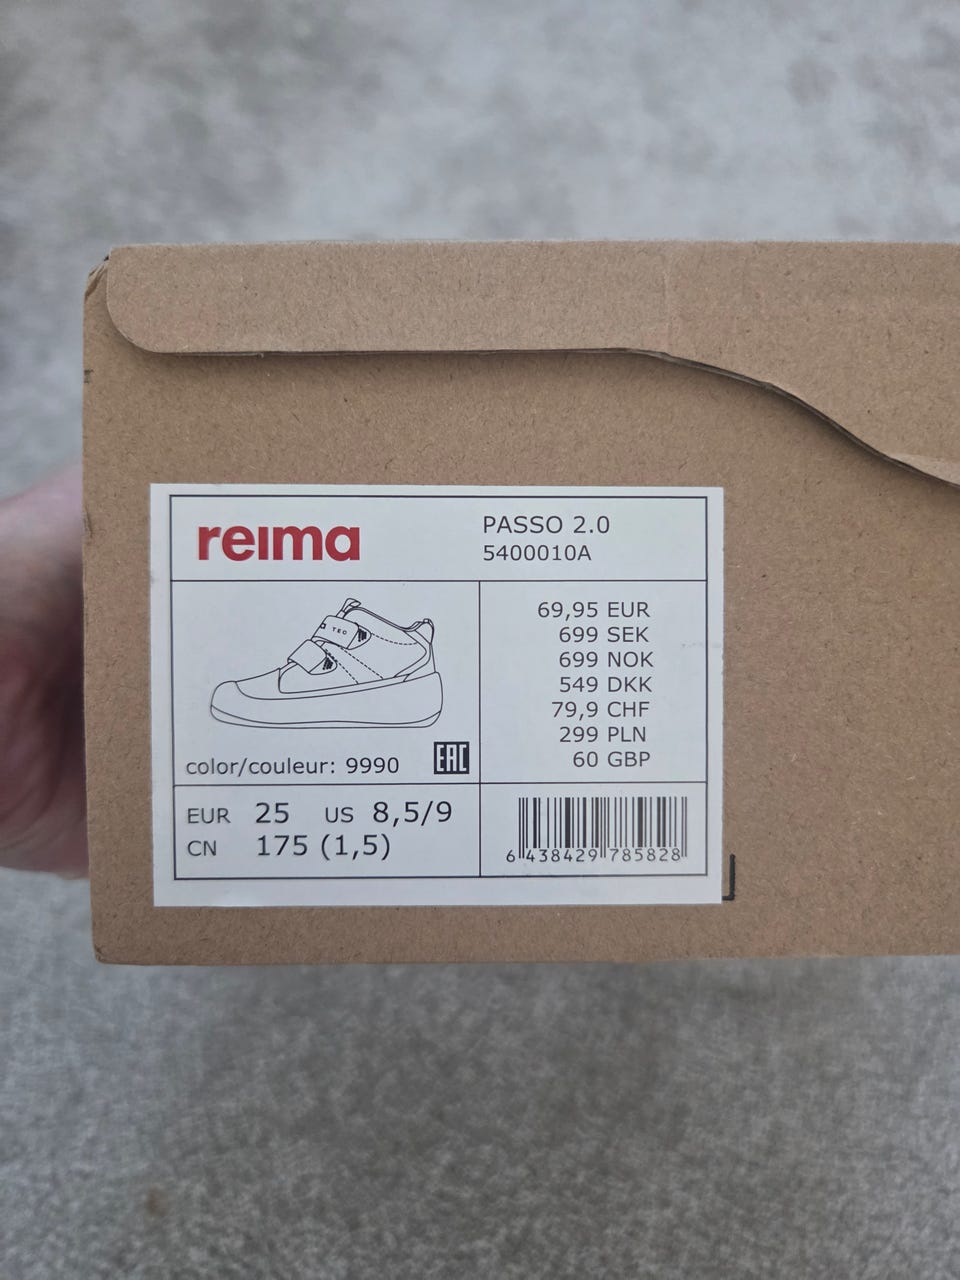 reima
PASSO 2.0
5400010A
TEC
69,95 EUR
699 SEK
699 NOK
549 DKK
79,9 CHF
299 PLN
60 GBP
color/couleur: 9990
EAC
EUR 25 US 8,5/9
CN 175 (1,5)
6 438429 785828